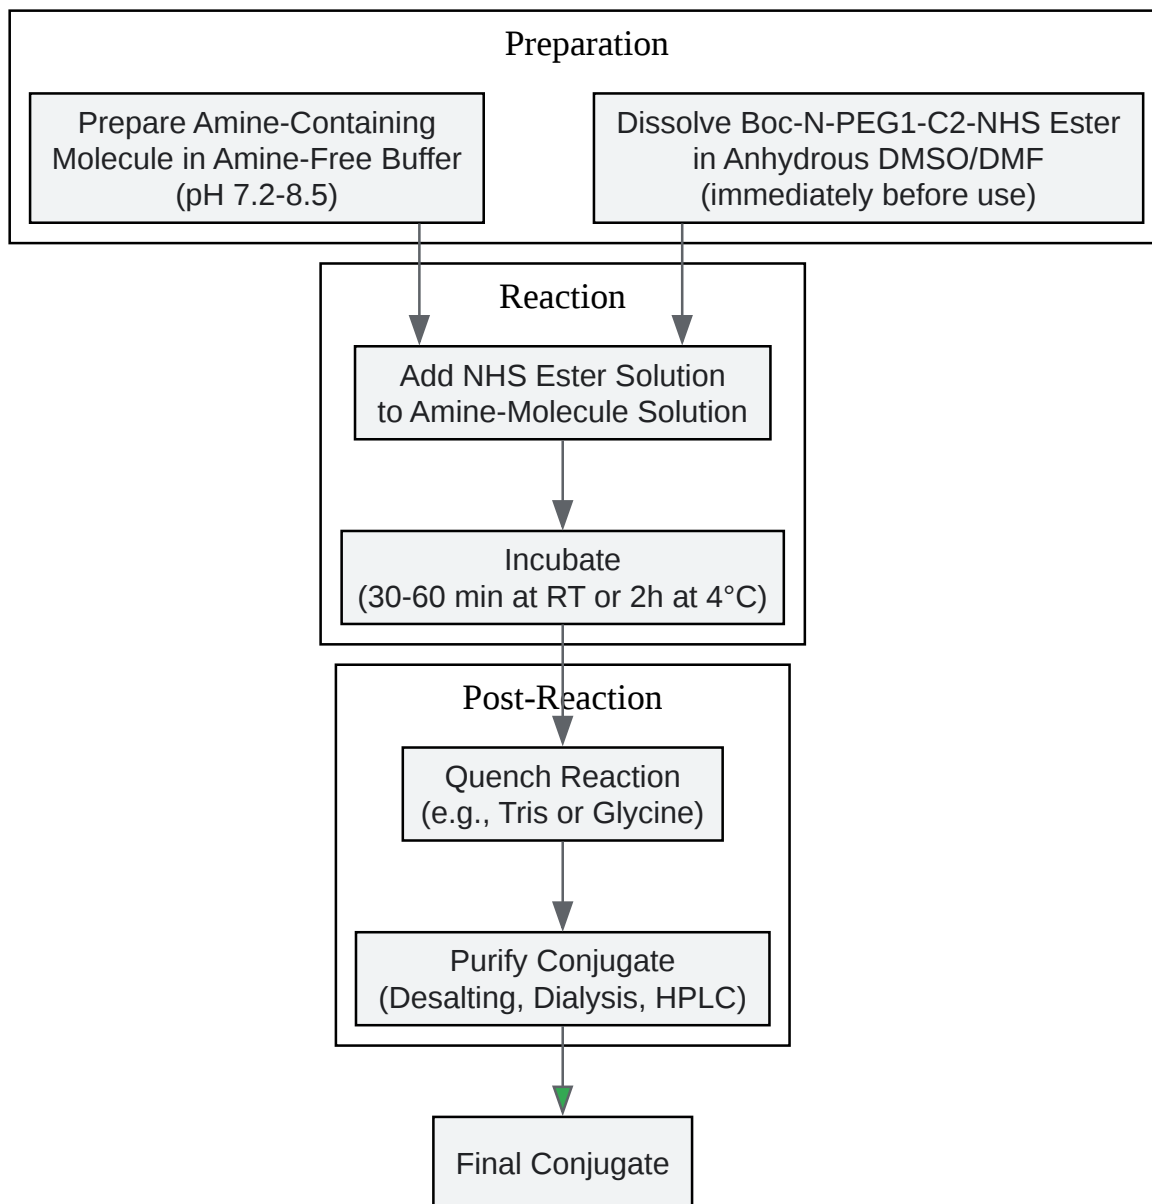 Preparation
Prepare Amine-Containing
Molecule in Amine-Free Buffer
(pH 7.2-8.5)
Dissolve Boc-N-PEG1-C2-NHS Ester
in Anhydrous DMSO/DMF
(immediately before use)
Reaction
Add NHS Ester Solution
to Amine-Molecule Solution
Incubate
(30-60 min at RT or 2h at 4°C)
Post-Reaction
Quench Reaction
(e.g., Tris or Glycine)
Purify Conjugate
(Desalting, Dialysis, HPLC)
Final Conjugate